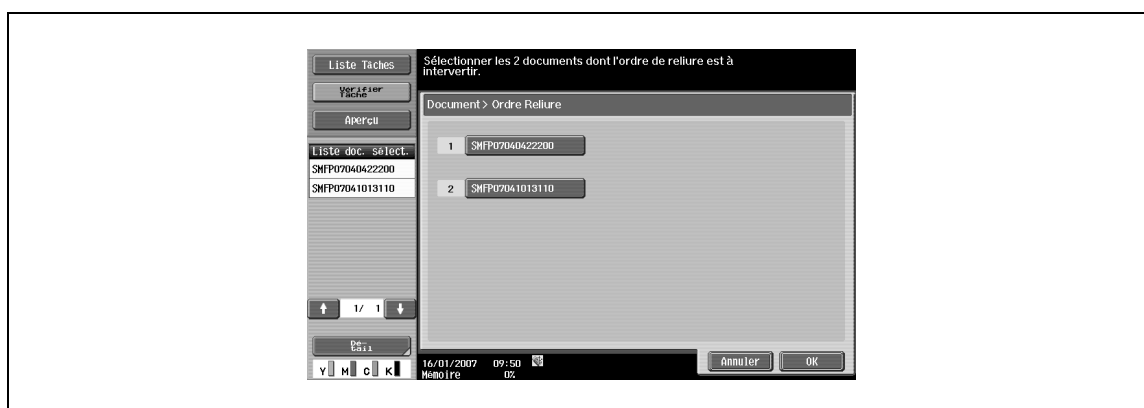 Liste Tâches
Vérifier
Tâche
Aperçu
Liste doc. sélect.
SMFP07040422200
SMFP07041013110
1/ 1
Dé-
tail
Y M C K
Sélectionner les 2 documents dont l'ordre de reliure est à
intervertir.
Document > Ordre Reliure
1 SMFP07040422200
2 SMFP07041013110
Annuler OK
16/01/2007 09:50
Mémoire 0%